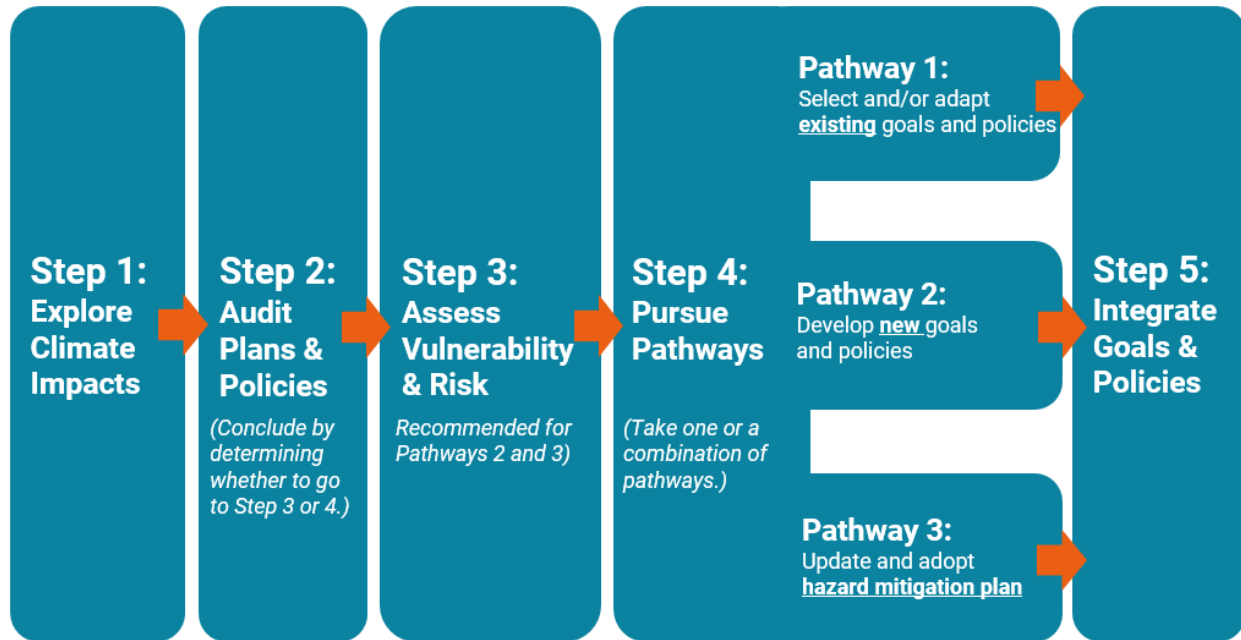 Step 1:
Explore
Climate
Impacts
Step 2:
Audit
Plans &
Policies
(Conclude by
determining
whether to go
to Step 3 or 4.)
Step 3:
Assess
Vulnerability
& Risk
Recommended for
Pathways 2 and 3)
Step 4:
Pursue
Pathways
(Take one or a
combination of
pathways.)
Pathway 1:
Select and/or adapt
existing goals and policies
Pathway 2:
Develop new goals
and policies
Pathway 3:
Update and adopt
hazard mitigation plan
Step 5:
Integrate
Goals &
Policies